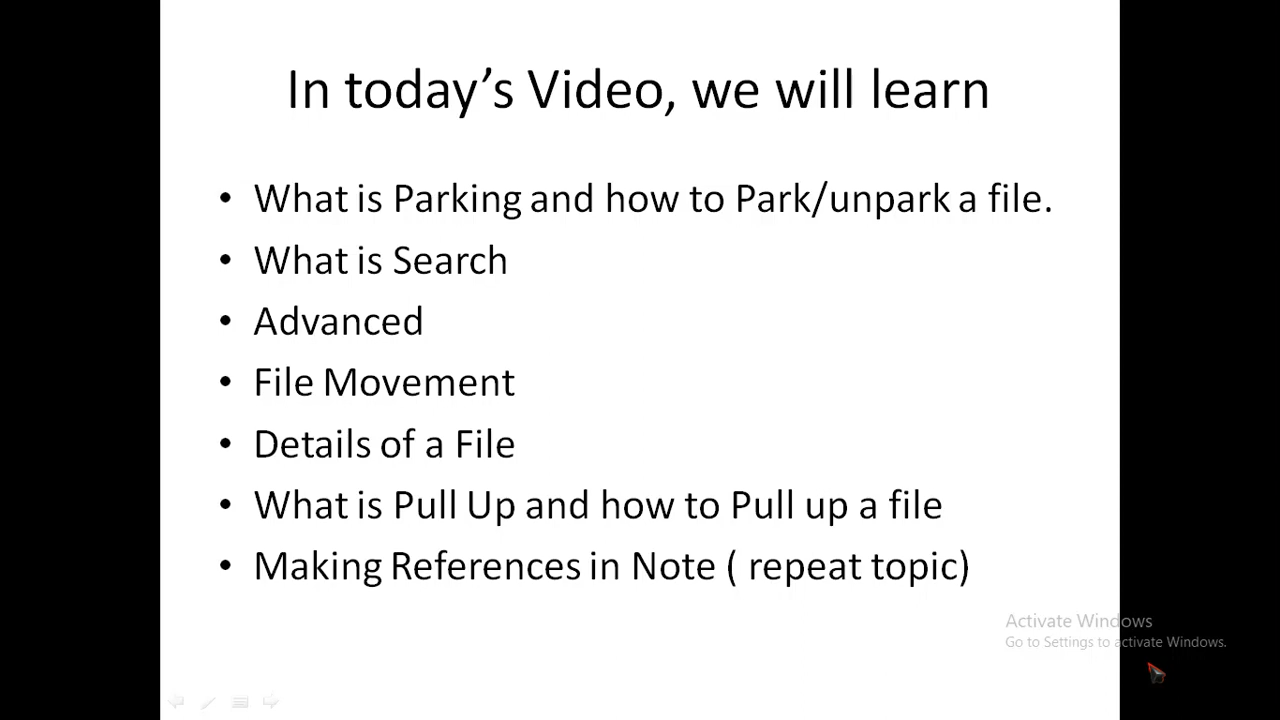 In today’s Video, we will learn
• What is Parking and how to Park/unpark a file.
• What is Search
• Advanced
• File Movement
• Details of a File
• What is Pull Up and how to Pull up a file
• Making References in Note ( repeat topic)
Activate Windows
Go to Settings to activate Windows.